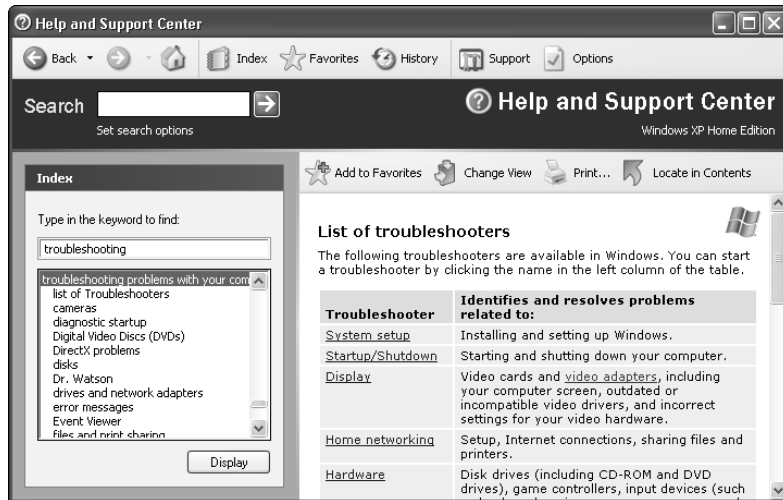 Help and Support Center
Back
Index
Favorites
History
Support
Options
Search
Set search options
Help and Support Center
Windows XP Home Edition
Index
Type in the keyword to find:
troubleshooting
troubleshooting problems with your com
list of Troubleshooters
cameras
diagnostic startup
Digital Video Discs (DVDs)
DirectX problems
disks
Dr. Watson
drives and network adapters
error messages
Event Viewer
files and print sharing
Display
Add to Favorites
Change View
Print...
Locate in Contents
List of troubleshooters
The following troubleshooters are available in Windows. You can start
a troubleshooter by clicking the name in the left column of the table.
Troubleshooter
Identifies and resolves problems
related to:
System setup
Installing and setting up Windows.
Startup/Shutdown
Starting and shutting down your computer.
Display
Video cards and video adapters, including
your computer screen, outdated or
incompatible video drivers, and incorrect
settings for your video hardware.
Home networking
Setup, Internet connections, sharing files and
printers.
Hardware
Disk drives (including CD-ROM and DVD
drives), game controllers, input devices (such